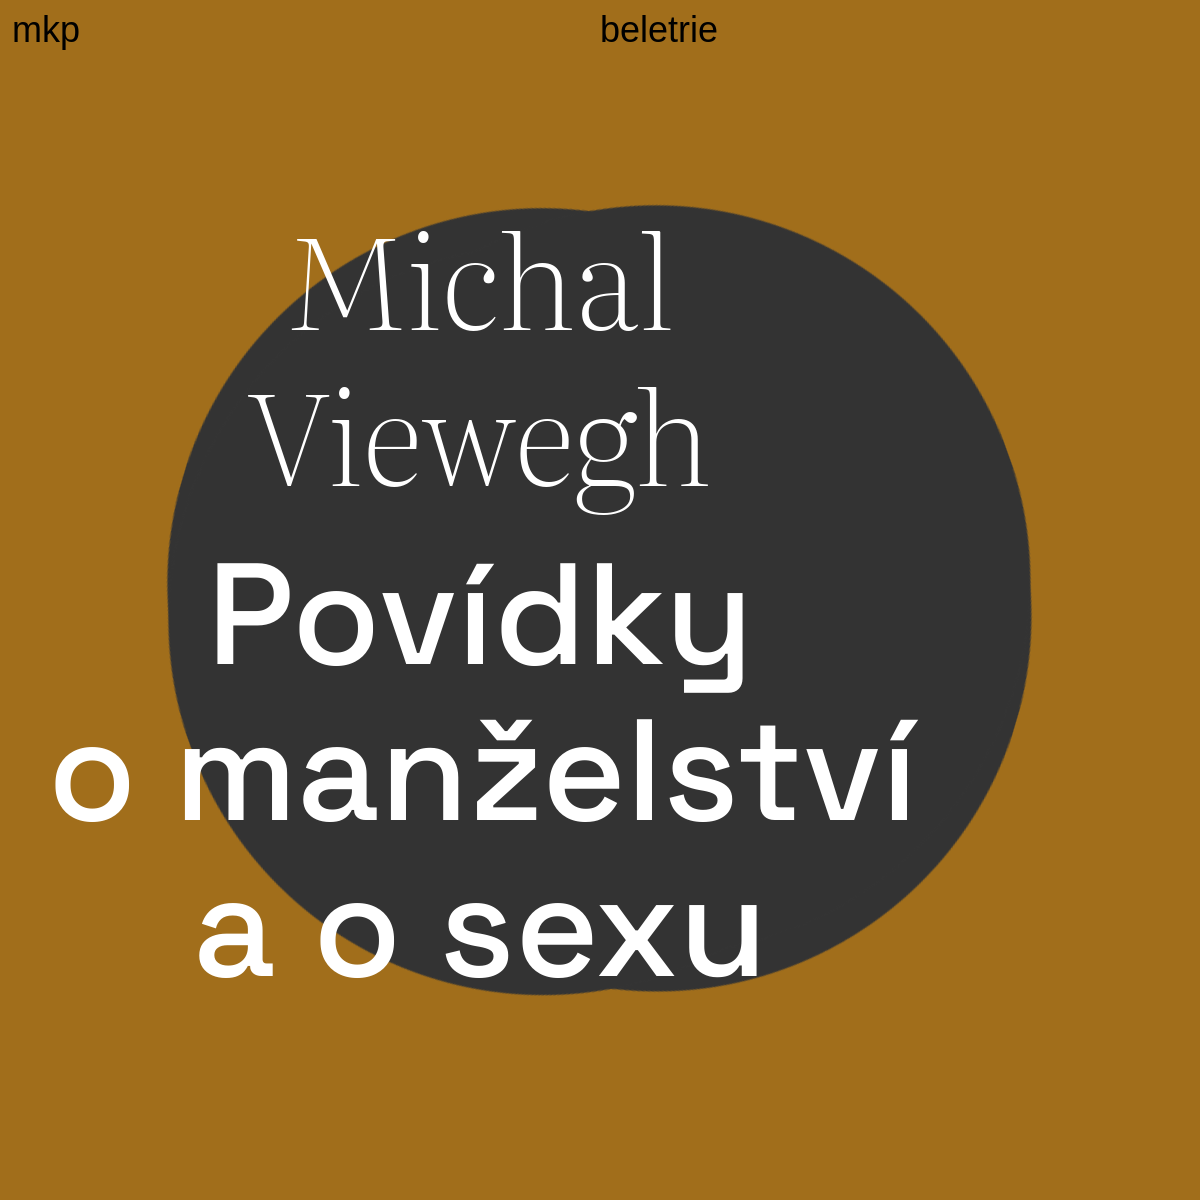 mkp
beletrie
Michal
Viewegh
Povídky
o manželství
a o sexu